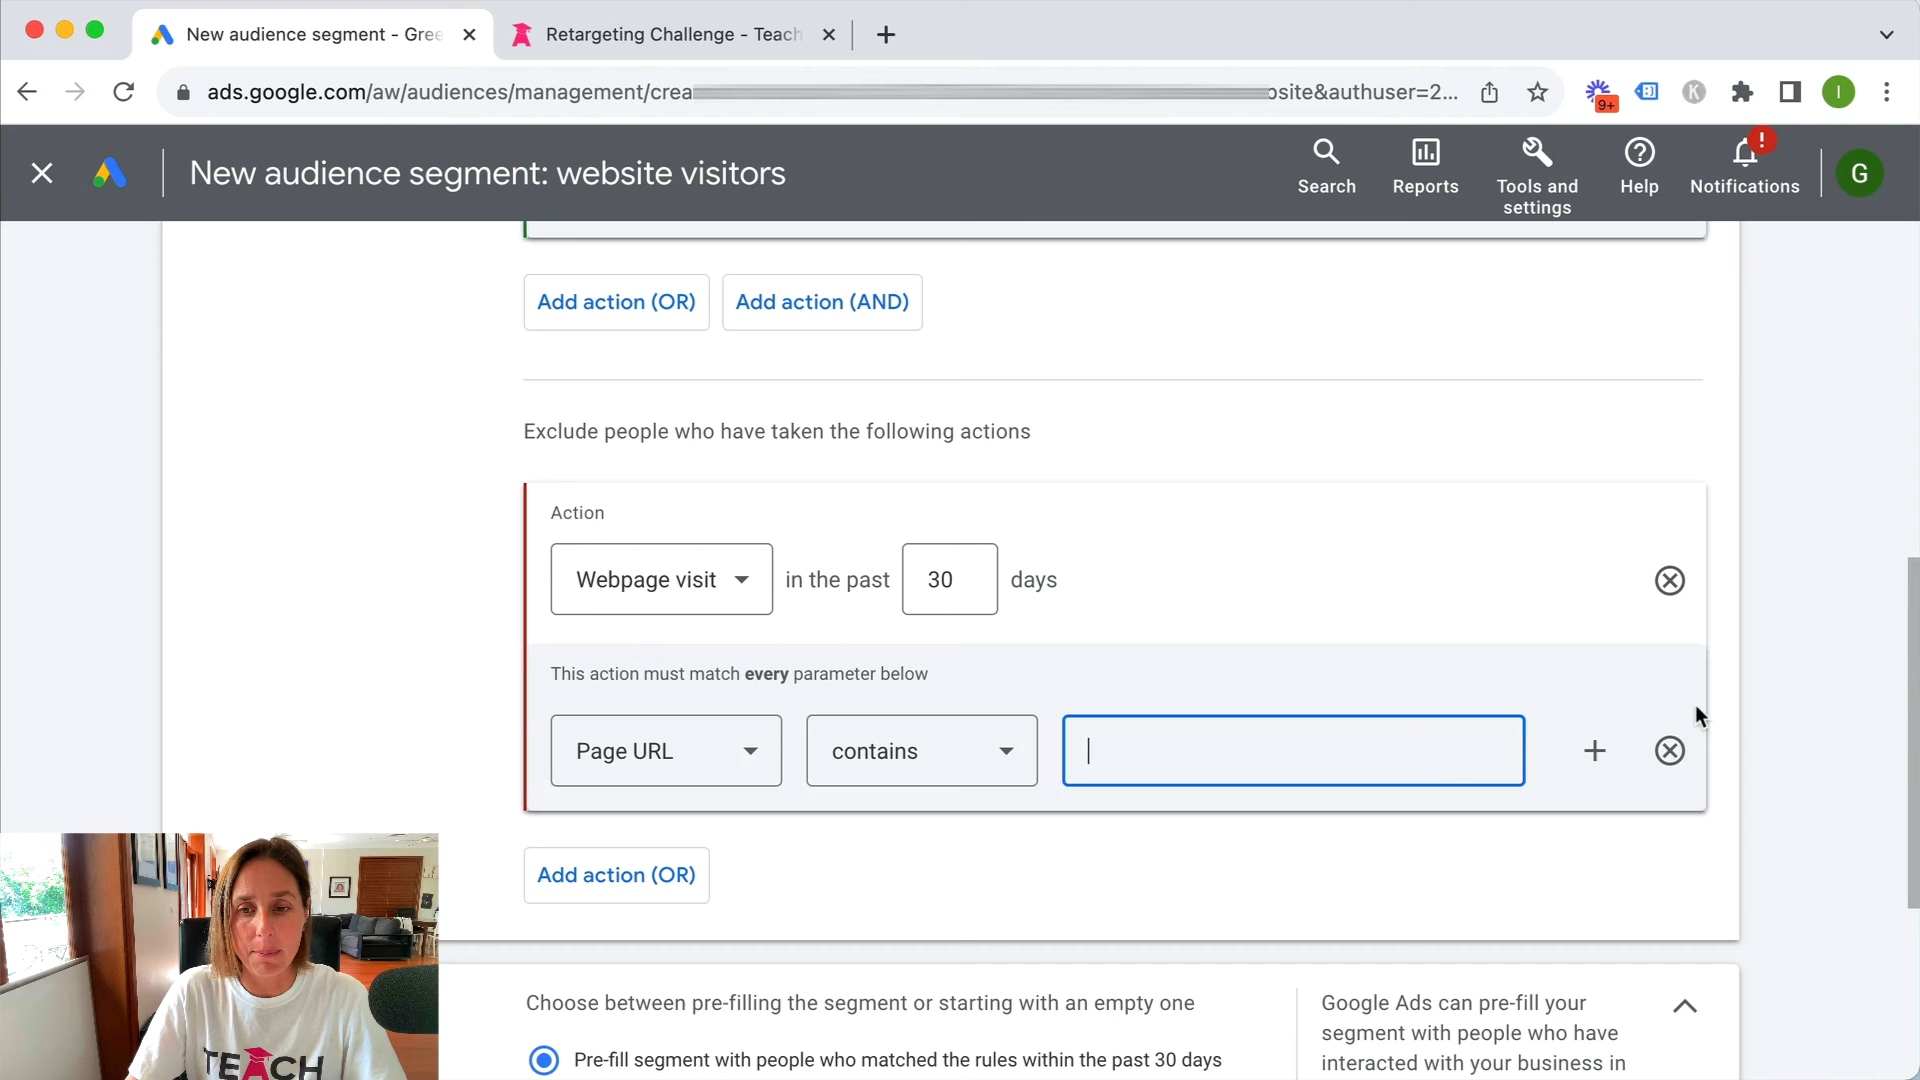 New audience segment - Gree
Retargeting Challenge - Teach
ads.google.com/aw/audiences/management/crea
osite&authuser=2...
9+
K
I
New audience segment: website visitors
Search
Reports
Tools and
settings
Help
!
Notifications
G
Add action (OR)
Add action (AND)
Exclude people who have taken the following actions
Action
Webpage visit
in the past
30
days
This action must match every parameter below
Page URL
contains
Add action (OR)
Choose between pre-filling the segment or starting with an empty one
Pre-fill segment with people who matched the rules within the past 30 days
Google Ads can pre-fill your
segment with people who have
interacted with your business in
TEACH